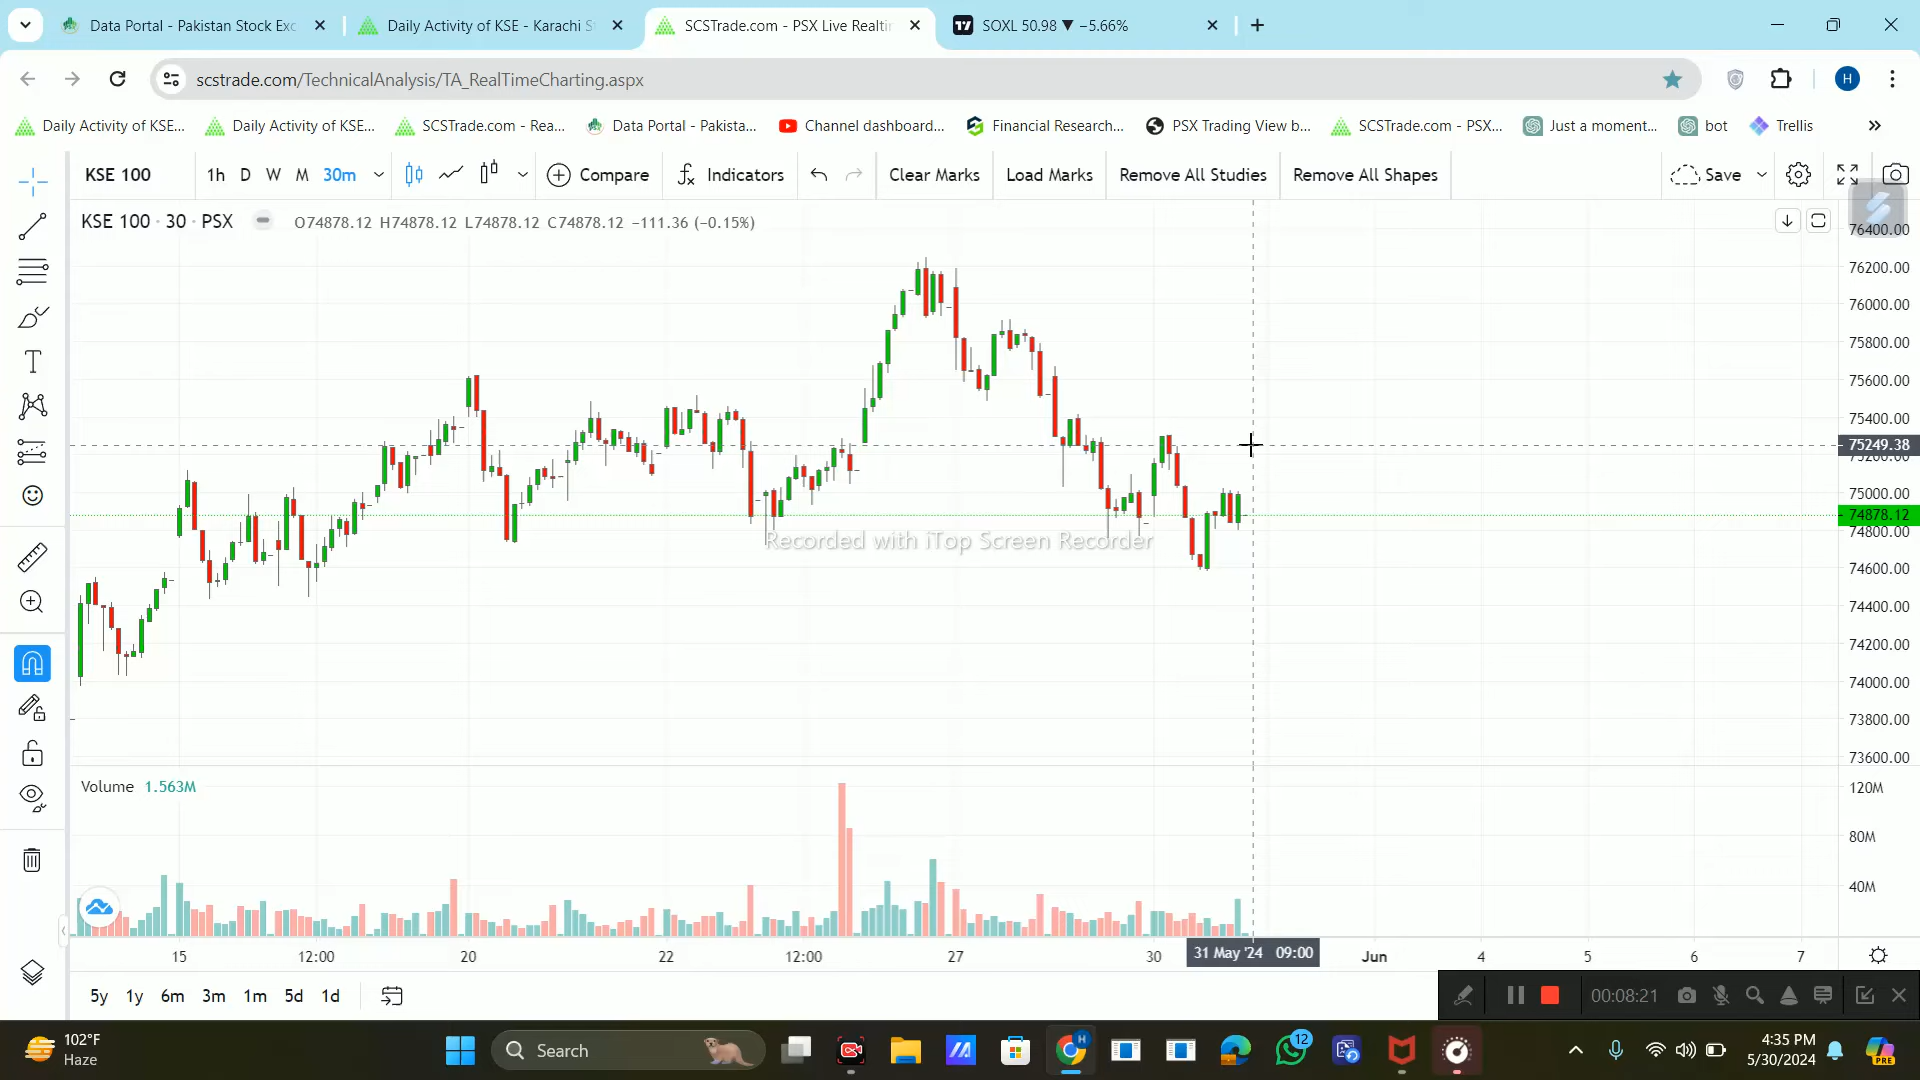 Data Portal - Pakistan Stock Exc
Daily Activity of KSE - Karachi S
SCSTrade.com - PSX Live Realti
SOXL 50.98 ▼ −5.66%
scstrade.com/TechnicalAnalysis/TA_RealTimeCharting.aspx
H
Daily Activity of KSE...
Daily Activity of KSE...
SCSTrade.com - Rea...
Data Portal - Pakista...
Channel dashboard...
Financial Research...
PSX Trading View b...
SCSTrade.com - PSX...
Just a moment...
bot
Trellis
KSE 100
1h D W M 30m
Compare
Indicators
Clear Marks
Load Marks
Remove All Studies
Remove All Shapes
Save
KSE 100 · 30 · PSX
O74878.12 H74878.12 L74878.12 C74878.12 −111.36 (−0.15%)
76400.00
76200.00
76000.00
75800.00
75600.00
75400.00
75249.38
75200.00
75000.00
74878.12
74800.00
74600.00
74400.00
74200.00
74000.00
73800.00
73600.00
Recorded with iTop Screen Recorder
Volume 1.563M
120M
80M
40M
15 12:00 20 22 12:00 27 30 31 May '24 09:00 Jun 4 5 6 7
5y 1y 6m 3m 1m 5d 1d
00:08:21
102°F
Haze
Search
12
4:35 PM
5/30/2024
PRE